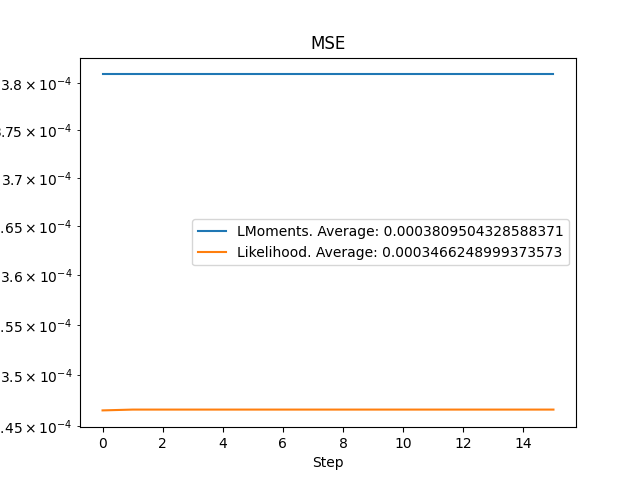 MSE
3.8 × 10⁻⁴
.75 × 10⁻⁴
3.7 × 10⁻⁴
.65 × 10⁻⁴
3.6 × 10⁻⁴
.55 × 10⁻⁴
3.5 × 10⁻⁴
.45 × 10⁻⁴
LMoments. Average: 0.0003809504328588371
Likelihood. Average: 0.0003466248999373573
0 2 4 6 8 10 12 14
Step